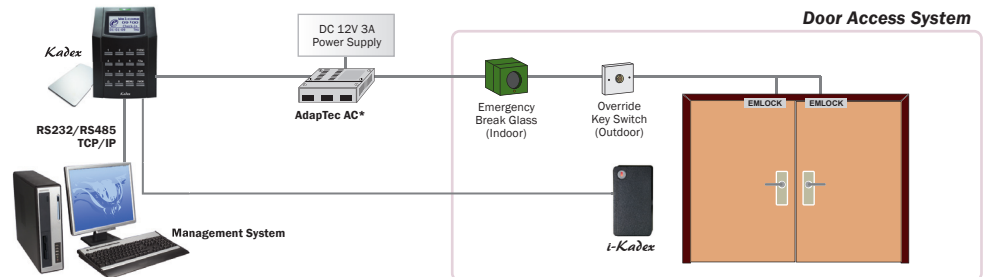 Door Access System
DC 12V 3A
Power Supply
Kadex
AdapTec AC*
Emergency
Break Glass
(Indoor)
Override
Key Switch
(Outdoor)
EMLOCK
EMLOCK
RS232/RS485
TCP/IP
Management System
i-Kadex